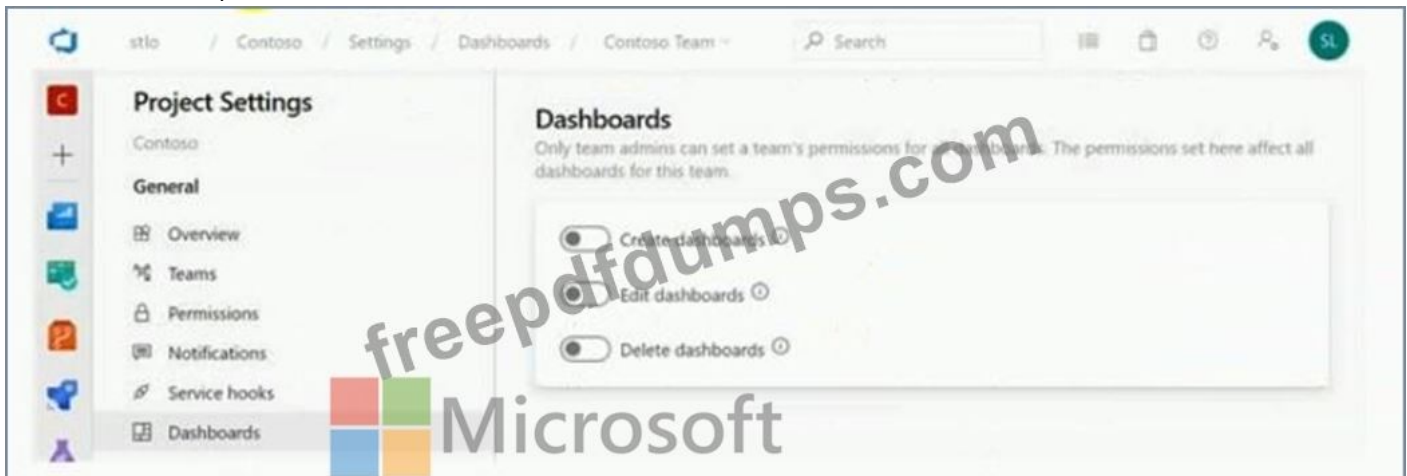 stlo / Contoso / Settings / Dashboards / Contoso Team
Search
SL
C
Project Settings
Contoso
General
Overview
Teams
Permissions
Notifications
Service hooks
Dashboards
Dashboards
Only team admins can set a team's permissions for all dashboards. The permissions set here affect all
dashboards for this team.
Create dashboards
Edit dashboards
Delete dashboards
freepdfdumps.com
Microsoft